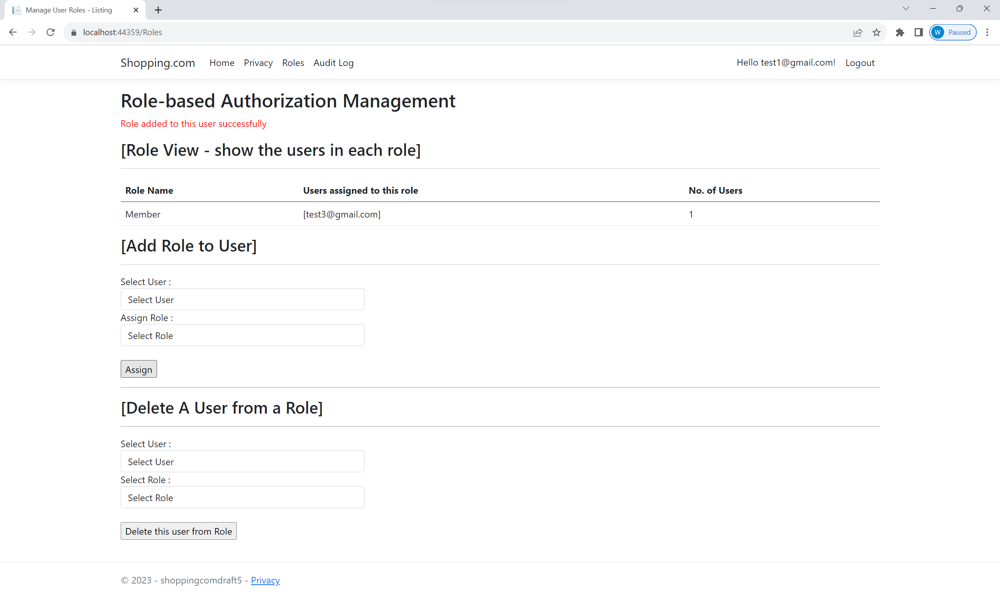 Manage User Roles - Listing
localhost:44359/Roles
W Paused
Shopping.com Home Privacy Roles Audit Log Hello test1@gmail.com! Logout
Role-based Authorization Management
Role added to this user successfully
[Role View - show the users in each role]
Role Name Users assigned to this role No. of Users
Member [test3@gmail.com] 1
[Add Role to User]
Select User :
Select User
Assign Role :
Select Role
Assign
[Delete A User from a Role]
Select User :
Select User
Select Role :
Select Role
Delete this user from Role
© 2023 - shoppingcomdraft5 - Privacy